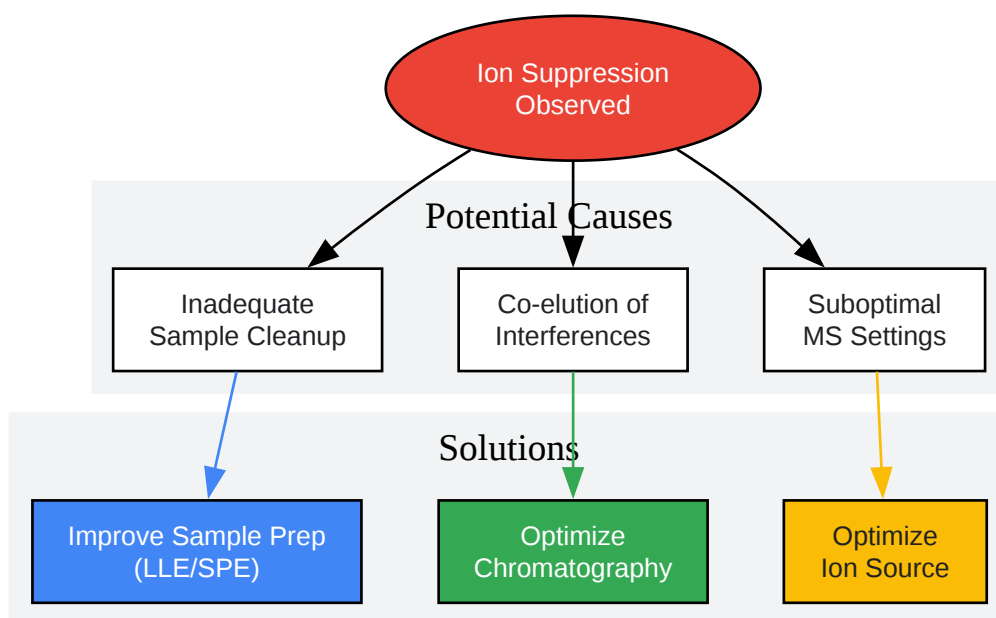 Ion Suppression
Observed
Potential Causes
Inadequate
Sample Cleanup
Co-elution of
Interferences
Suboptimal
MS Settings
Solutions
Improve Sample Prep
(LLE/SPE)
Optimize
Chromatography
Optimize
Ion Source